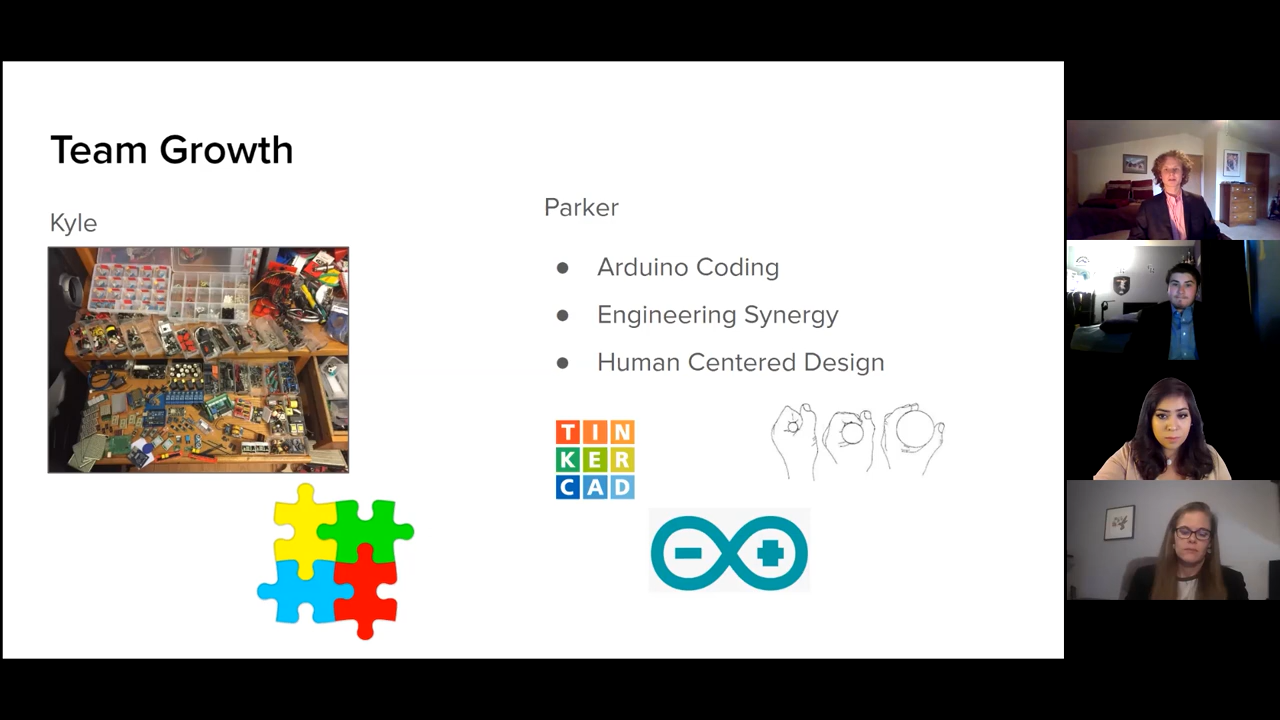 Team Growth
Kyle
Parker
Arduino Coding
Engineering Synergy
Human Centered Design
TIN
KER
CAD